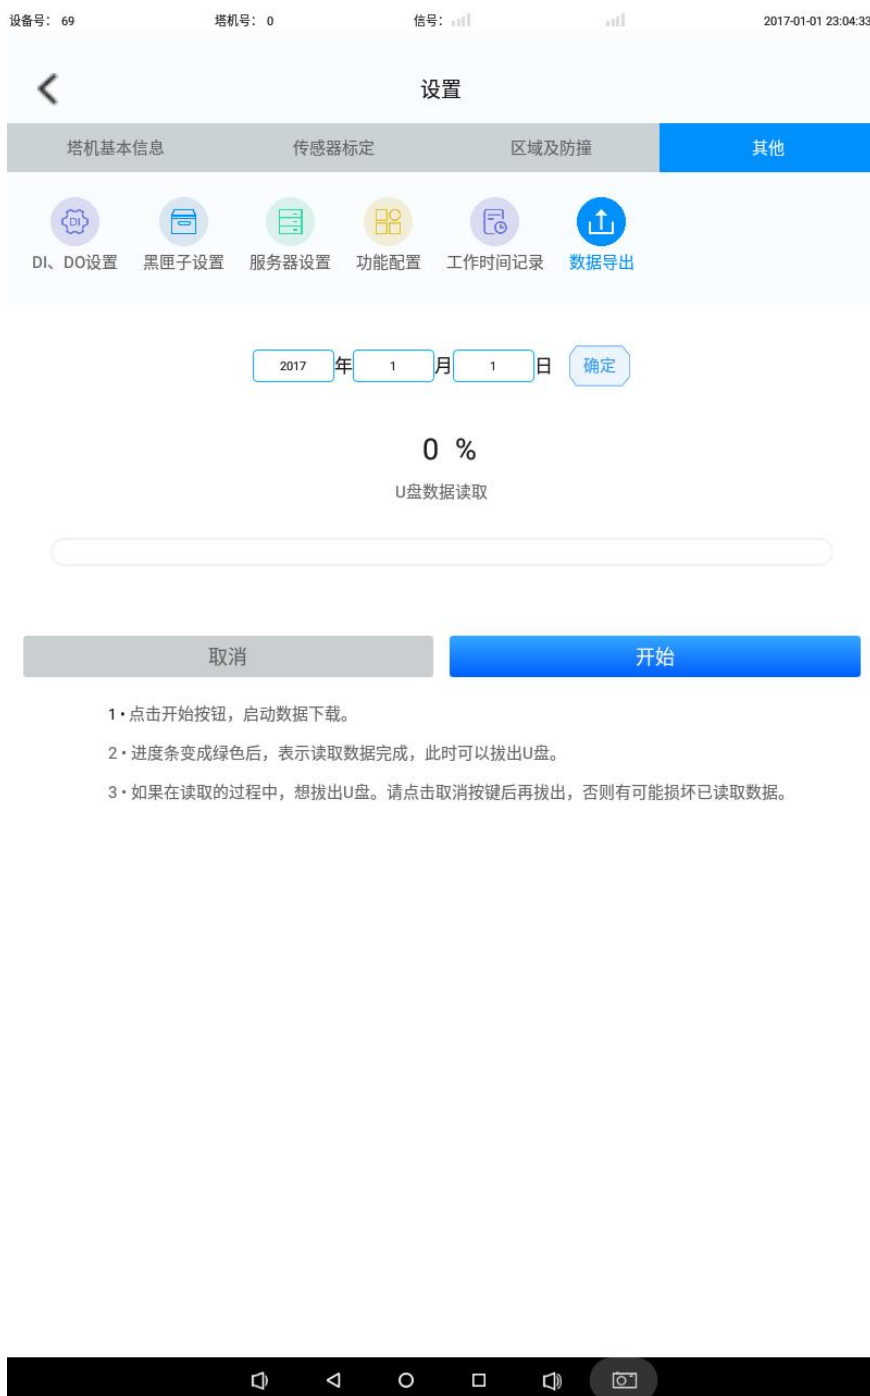 设备号： 69 塔机号： 0 信号： 2017-01-01 23:04:33
设置
塔机基本信息 传感器标定 区域及防撞 其他
DI
DI、DO设置 黑匣子设置 服务器设置 功能配置 工作时间记录 数据导出
2017 年 1 月 1 日 确定
0 %
U盘数据读取
取消 开始
1·点击开始按钮，启动数据下载。
2·进度条变成绿色后，表示读取数据完成，此时可以拔出U盘。
3·如果在读取的过程中，想拔出U盘。请点击取消按键后再拔出，否则有可能损坏已读取数据。